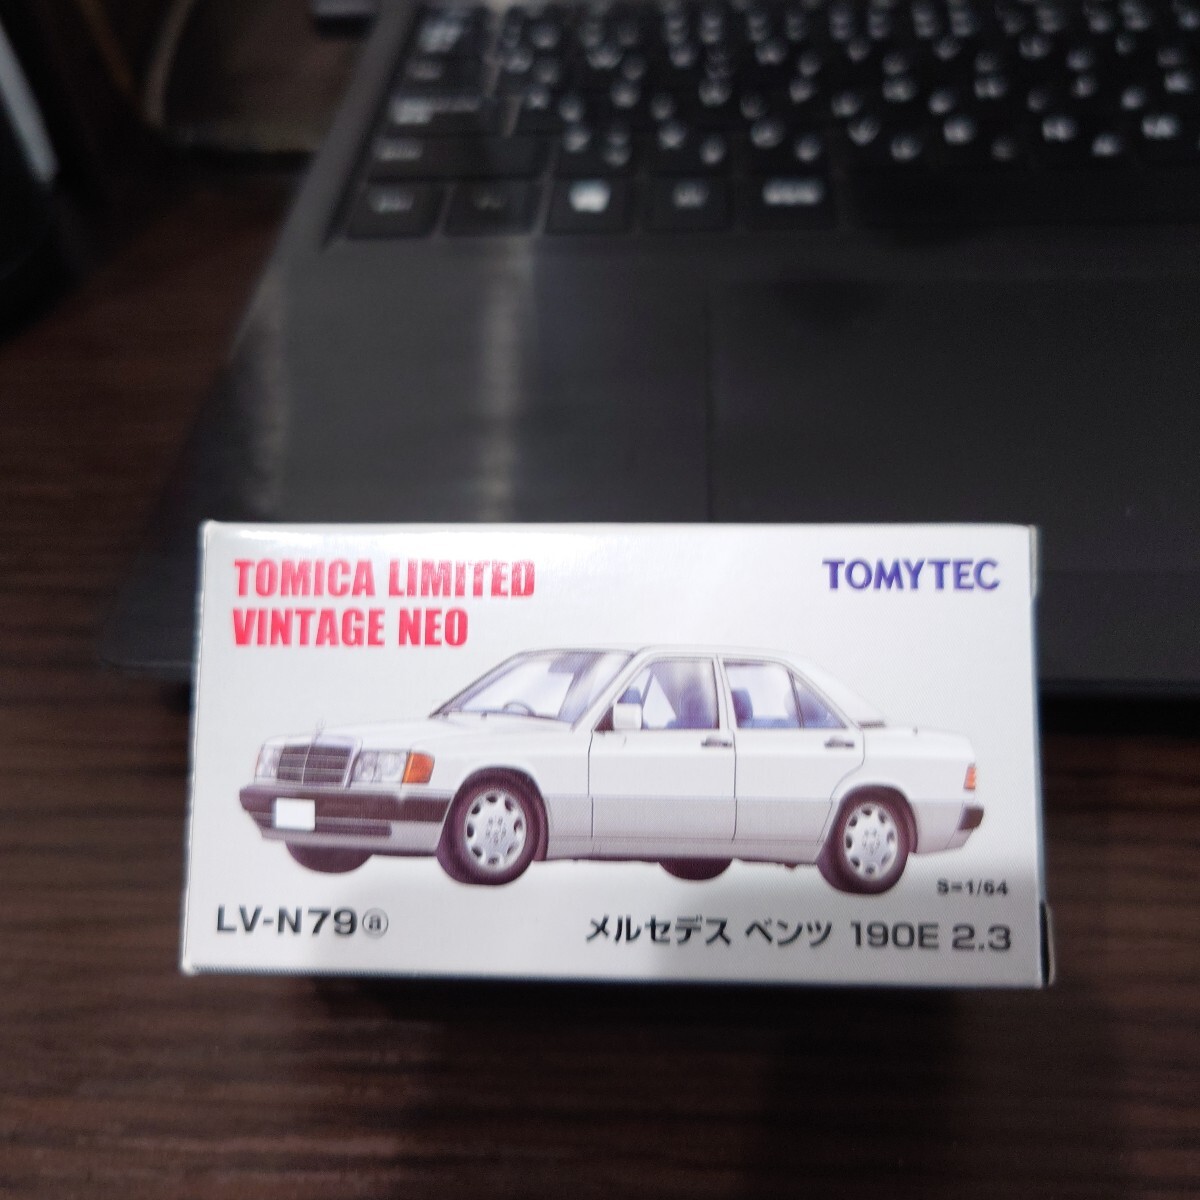 TOMICA LIMITED
VINTAGE NEO
TOMYTEC
S=1/64
LV-N79ⓐ
メルセデス ベンツ 190E 2.3